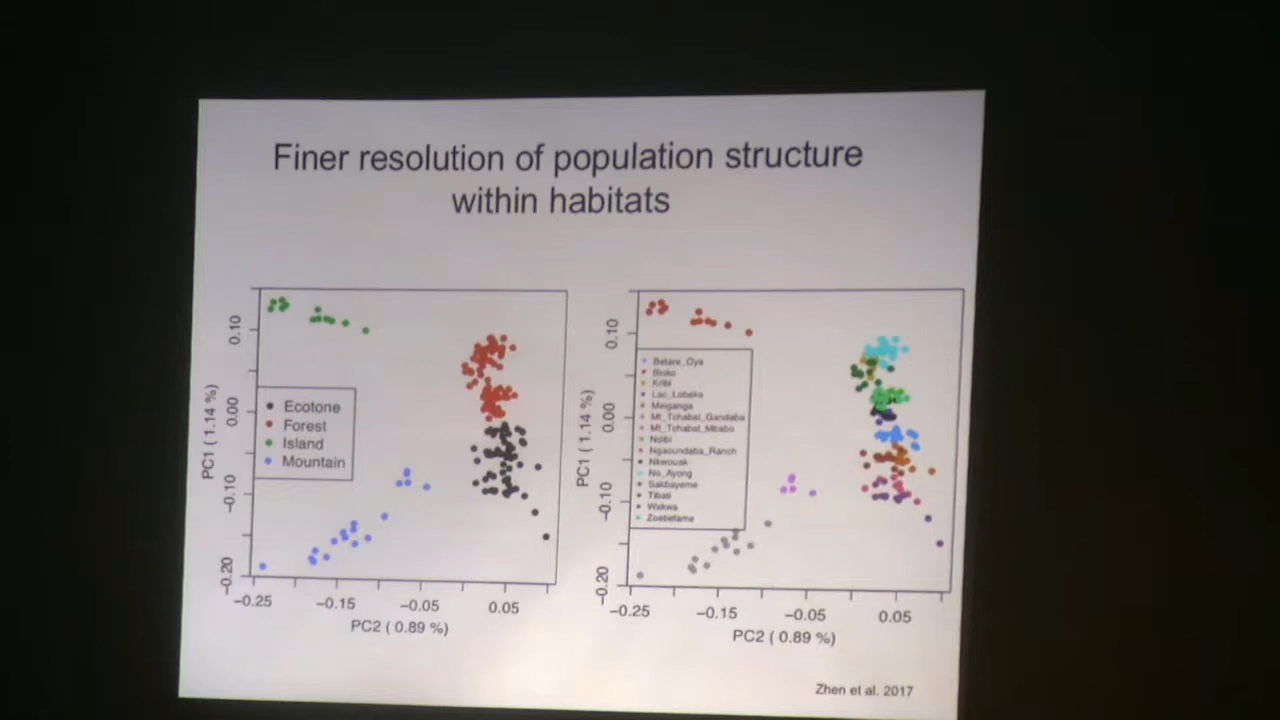 Finer resolution of population structure
within habitats
PC1 ( 1.14 %)
0.10
0.00
−0.10
−0.20
Ecotone
Forest
Island
Mountain
−0.25
−0.15
−0.05
0.05
PC2 ( 0.89 %)
PC1 ( 1.14 %)
0.10
0.00
−0.10
−0.20
Betare_Oya
Bioko
Kribi
Lac_Lobeke
Meiganga
Mt_Tchabal_Gandaba
Mt_Tchabal_Mbabo
Ndibi
Ngaoundaba_Ranch
Nkwouak
No_Ayong
Sakbayeme
Tibati
Wakwa
Zoebefame
−0.25
−0.15
−0.05
0.05
PC2 ( 0.89 %)
Zhen et al. 2017